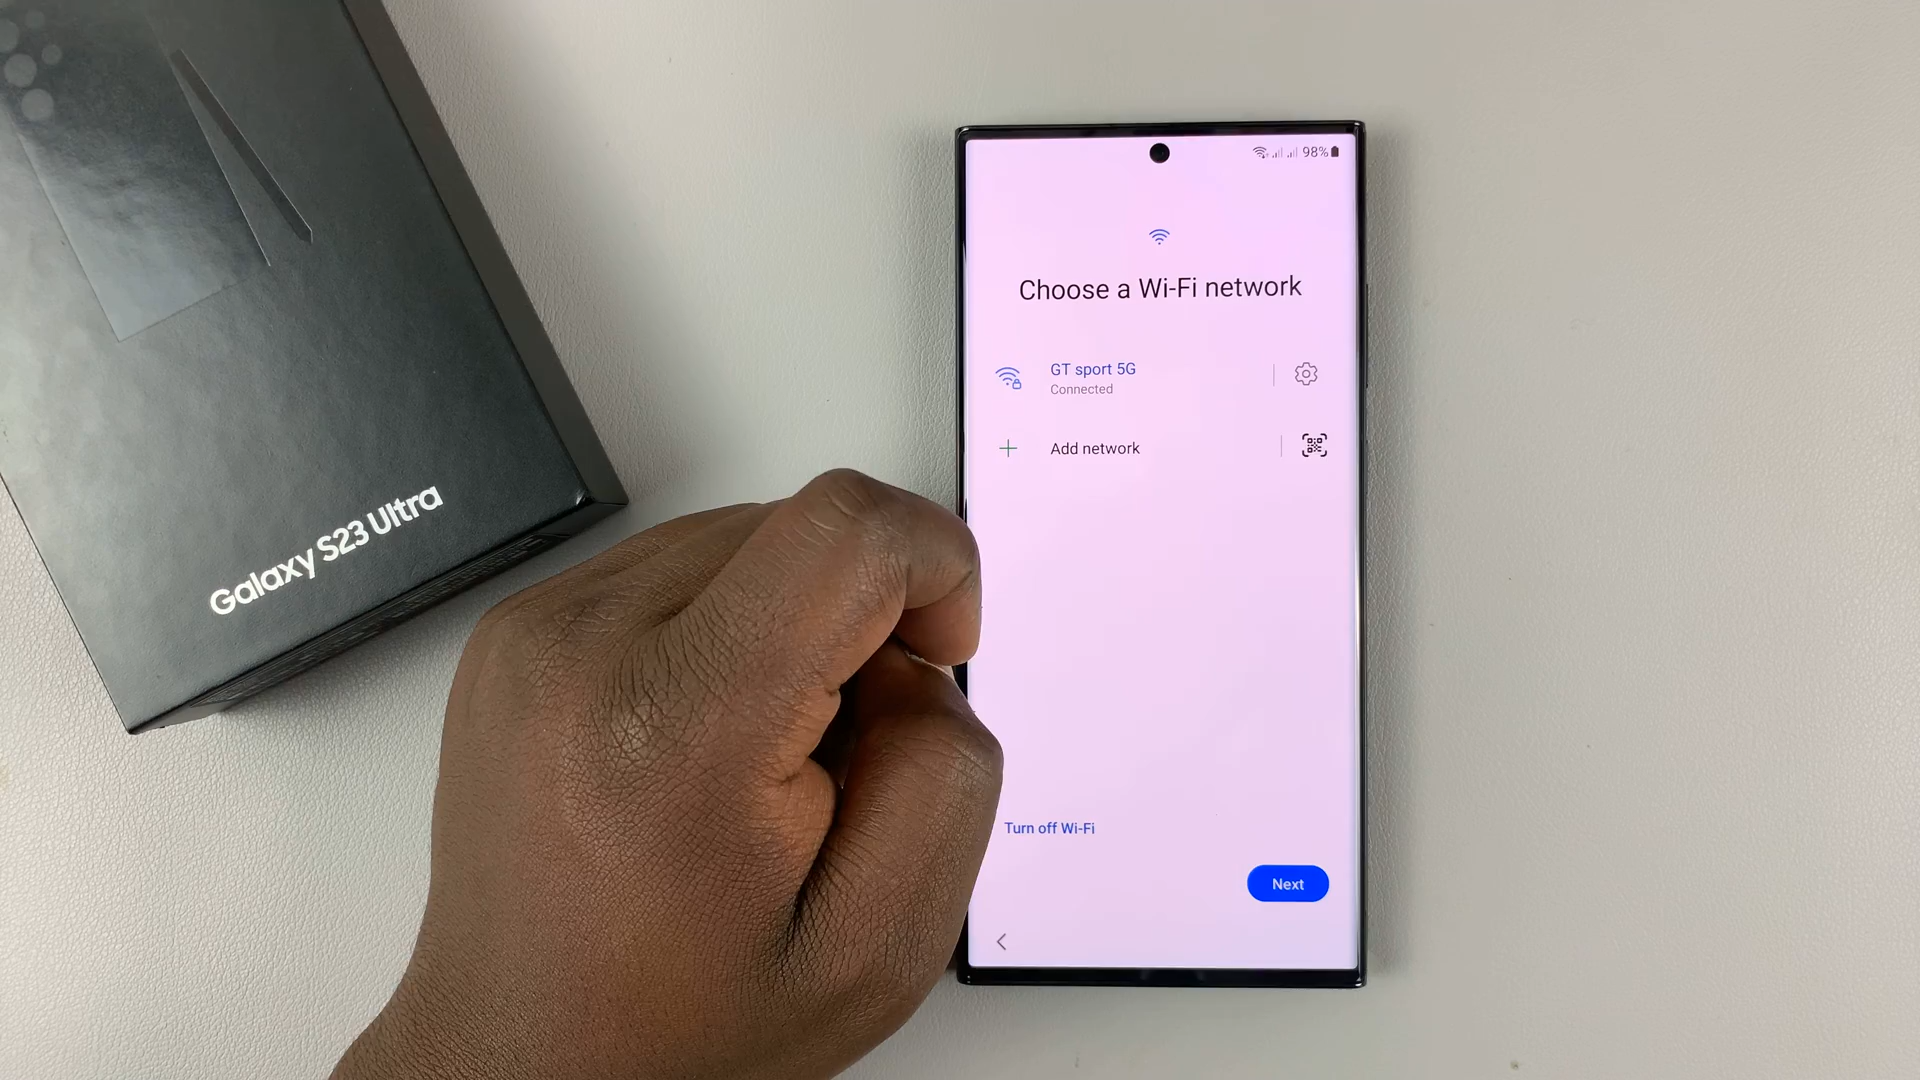 98%
Choose a Wi-Fi network
GT sport 5G
Connected
Add network
Galaxy S23 Ultra
Turn off Wi-Fi
Next